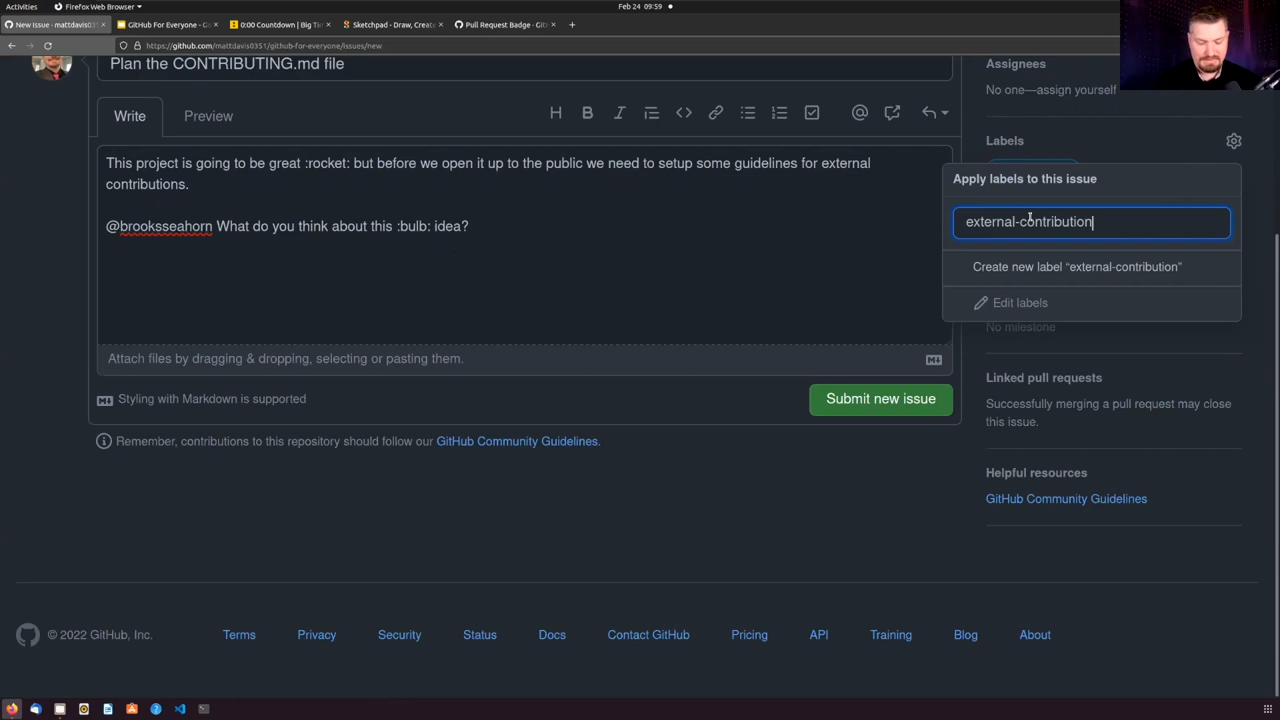 Activities
Firefox Web Browser
Feb 24 09:59
New Issue - mattdavis0351/
GitHub For Everyone - Go
0:00 Countdown | Big Tim
Sketchpad - Draw, Create
Pull Request Badge - GitH
https://github.com/mattdavis0351/github-for-everyone/issues/new
Plan the CONTRIBUTING.md file
Write
Preview
This project is going to be great :rocket: but before we open it up to the public we need to setup some guidelines for external
contributions.
@brooksseahorn What do you think about this :bulb: idea?
Attach files by dragging & dropping, selecting or pasting them.
Styling with Markdown is supported
Submit new issue
Remember, contributions to this repository should follow our GitHub Community Guidelines.
Assignees
No one—assign yourself
Labels
Apply labels to this issue
external-contribution
Create new label “external-contribution”
Edit labels
No milestone
Linked pull requests
Successfully merging a pull request may close
this issue.
Helpful resources
GitHub Community Guidelines
© 2022 GitHub, Inc.
Terms
Privacy
Security
Status
Docs
Contact GitHub
Pricing
API
Training
Blog
About